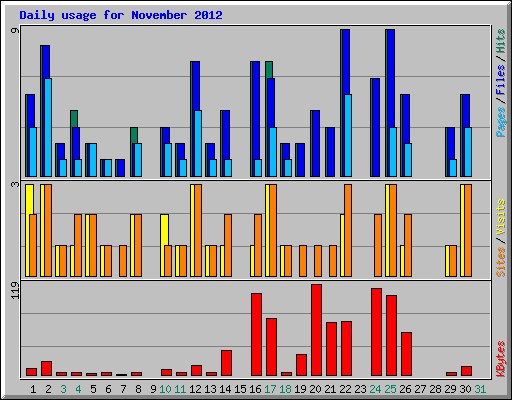 Daily usage for November 2012
9
Pages / Files / Hits
3
Sites / Visits
119
KBytes
1 2 3 4 5 6 7 8 9 10 11 12 13 14 15 16 17 18 19 20 21 22 23 24 25 26 27 28 29 30 31